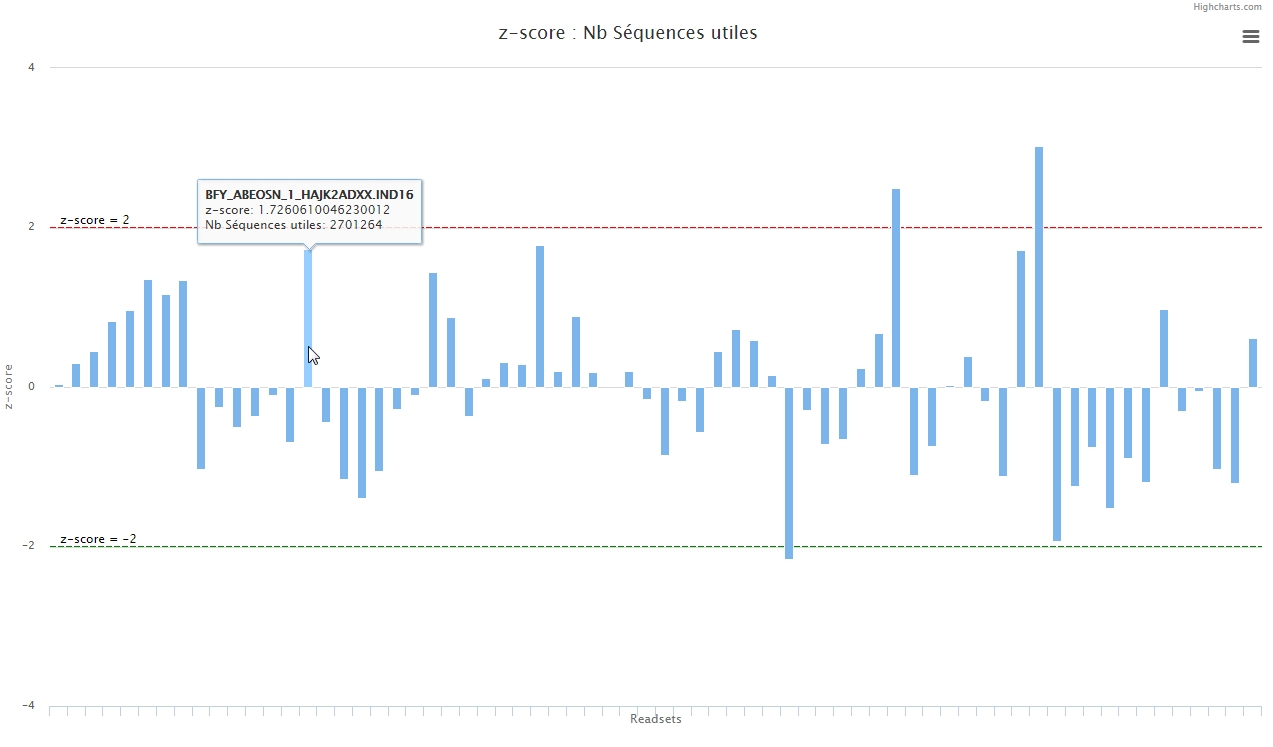 Highcharts.com
z-score : Nb Séquences utiles
4
BFY_ABEOSN_1_HAJK2ADXX.IND16
z-score: 1.7260610046230012
Nb Séquences utiles: 2701264
z-score = 2
2
0
z-score
z-score = -2
-2
-4
Readsets